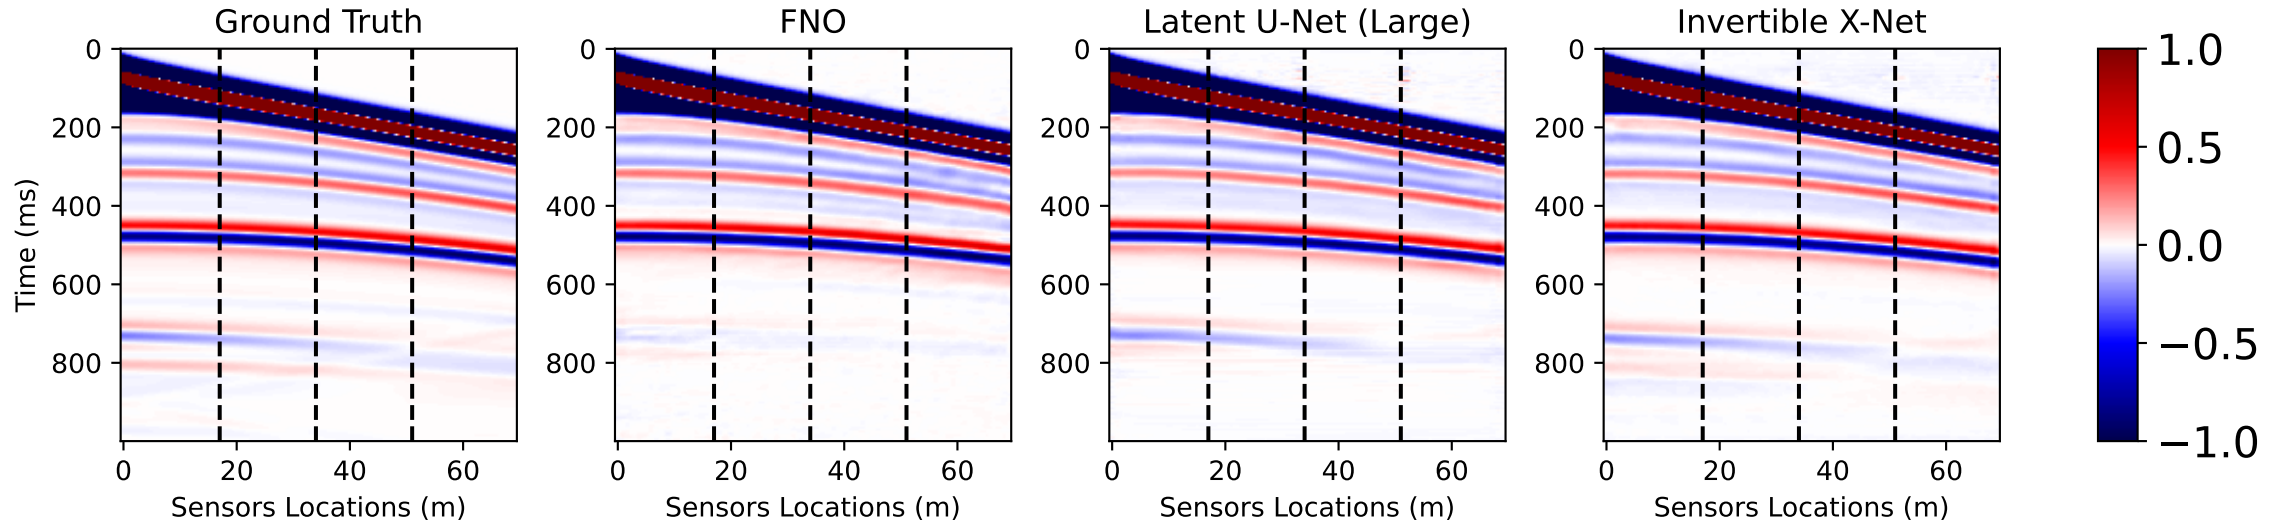 Ground Truth
FNO
Latent U-Net (Large)
Invertible X-Net
Time (ms)
0
200
400
600
800
0 20 40 60
Sensors Locations (m)
0
200
400
600
800
0 20 40 60
Sensors Locations (m)
0
200
400
600
800
0 20 40 60
Sensors Locations (m)
0
200
400
600
800
0 20 40 60
Sensors Locations (m)
1.0
0.5
0.0
−0.5
−1.0